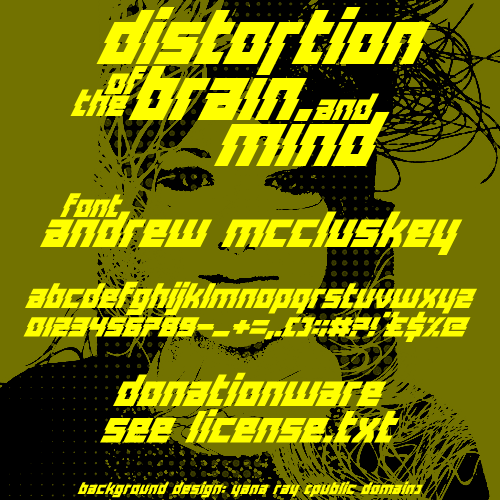 distortion
of
the brain. and
mind
font
andrew mccluskey
abcdefghijklmnopqrstuvwxyz
0123456789-_+=,.[]:;#?!'£$%@
donationware
see license.txt
background design: yana ray (public domain)